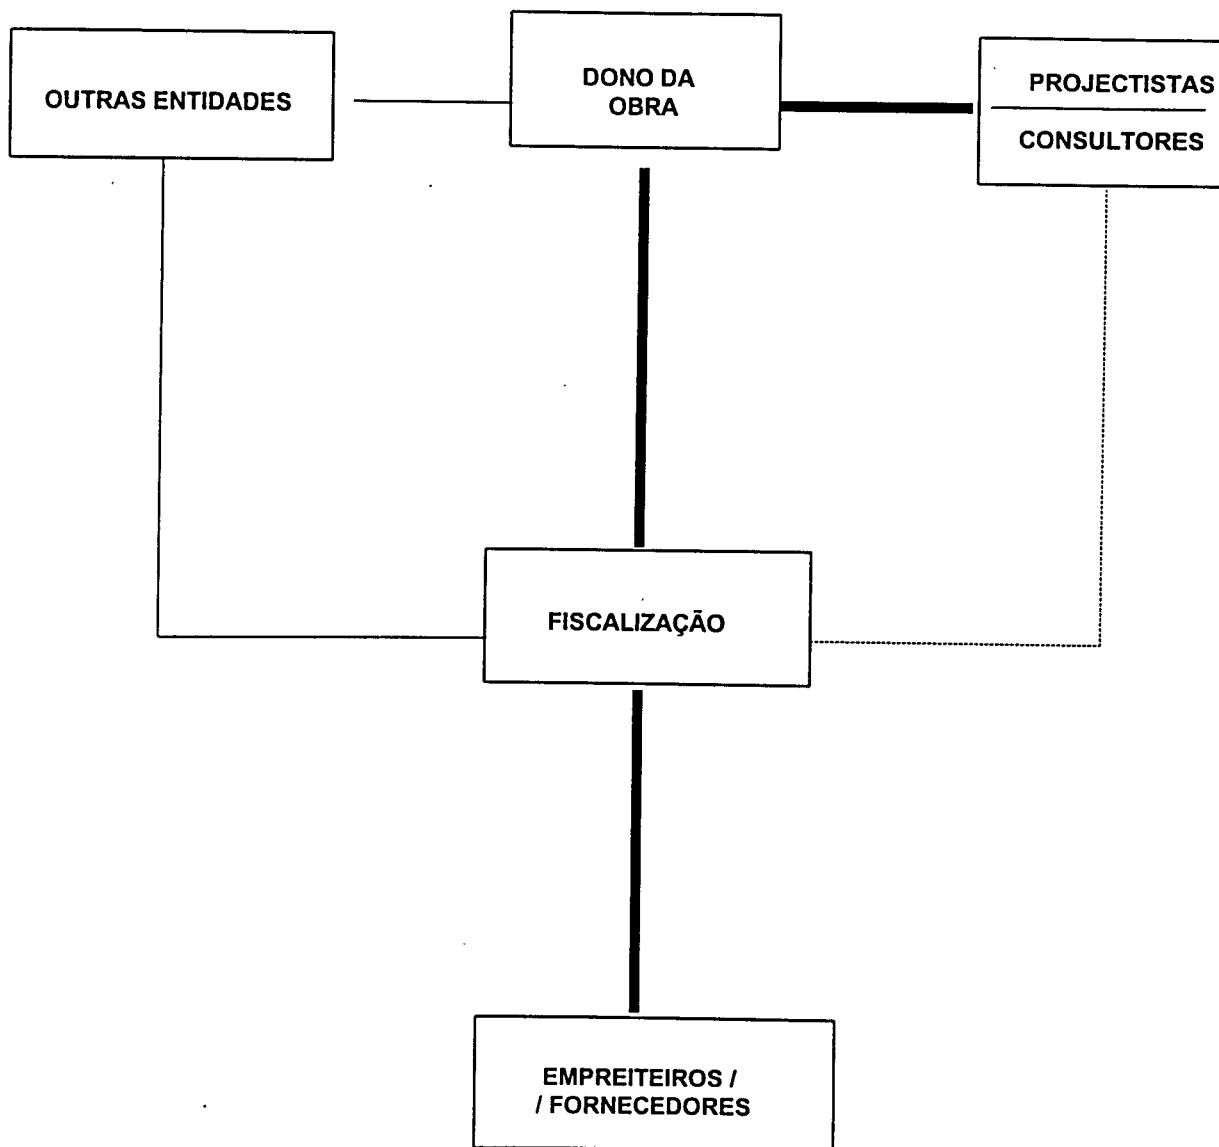 OUTRAS ENTIDADES
DONO DA
OBRA
PROJECTISTAS
CONSULTORES
FISCALIZAÇÃO
EMPREITEIROS /
/ FORNECEDORES